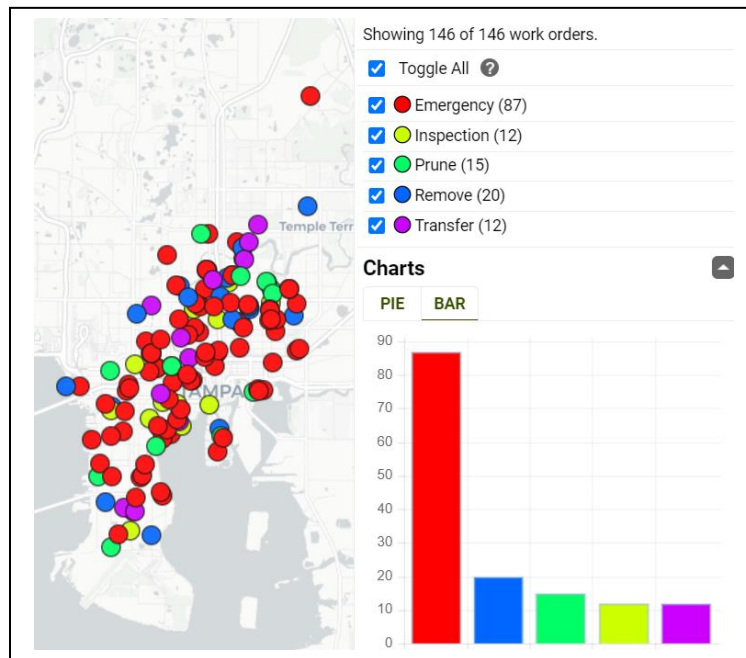 Temple Terr
TAMPA
Showing 146 of 146 work orders.
Toggle All ?
Emergency (87)
Inspection (12)
Prune (15)
Remove (20)
Transfer (12)
Charts
PIE BAR
90
80
70
60
50
40
30
20
10
0